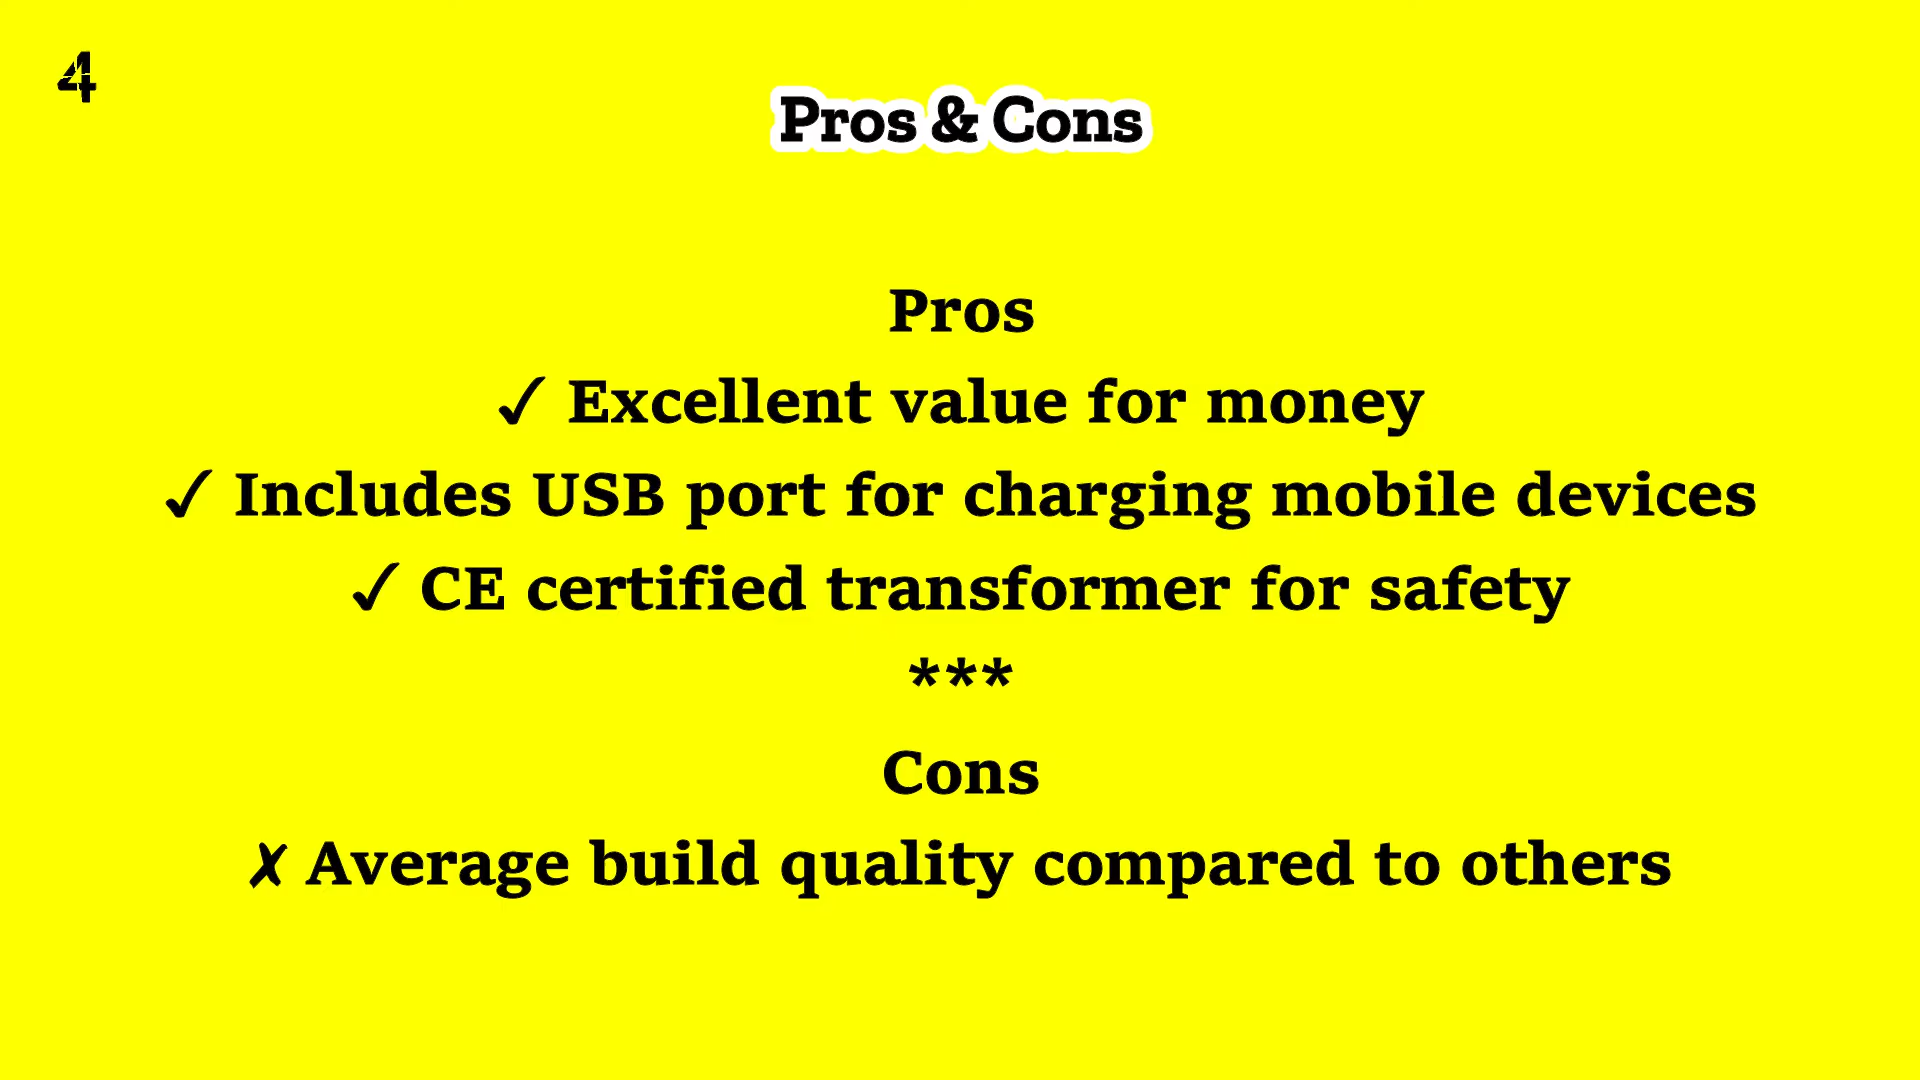 4
Pros & Cons
Pros
✓ Excellent value for money
✓ Includes USB port for charging mobile devices
✓ CE certified transformer for safety
***
Cons
✗ Average build quality compared to others